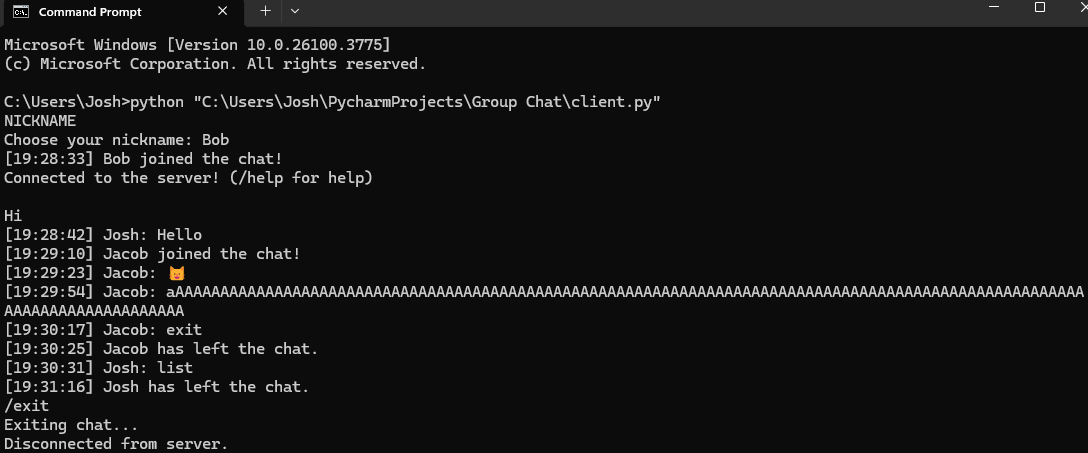 Command Prompt
Microsoft Windows [Version 10.0.26100.3775]
(c) Microsoft Corporation. All rights reserved.
C:\Users\Josh>python "C:\Users\Josh\PycharmProjects\Group Chat\client.py"
NICKNAME
Choose your nickname: Bob
[19:28:33] Bob joined the chat!
Connected to the server! (/help for help)
Hi
[19:28:42] Josh: Hello
[19:29:10] Jacob joined the chat!
[19:29:23] Jacob: 😺
[19:29:54] Jacob: aAAAAAAAAAAAAAAAAAAAAAAAAAAAAAAAAAAAAAAAAAAAAAAAAAAAAAAAAAAAAAAAAAAAAAAAAAAAAAAAAAAAAAAAAAAAAAAAAAAAAA
AAAAAAAAAAAAAAAAAAAA
[19:30:17] Jacob: exit
[19:30:25] Jacob has left the chat.
[19:30:31] Josh: list
[19:31:16] Josh has left the chat.
/exit
Exiting chat...
Disconnected from server.